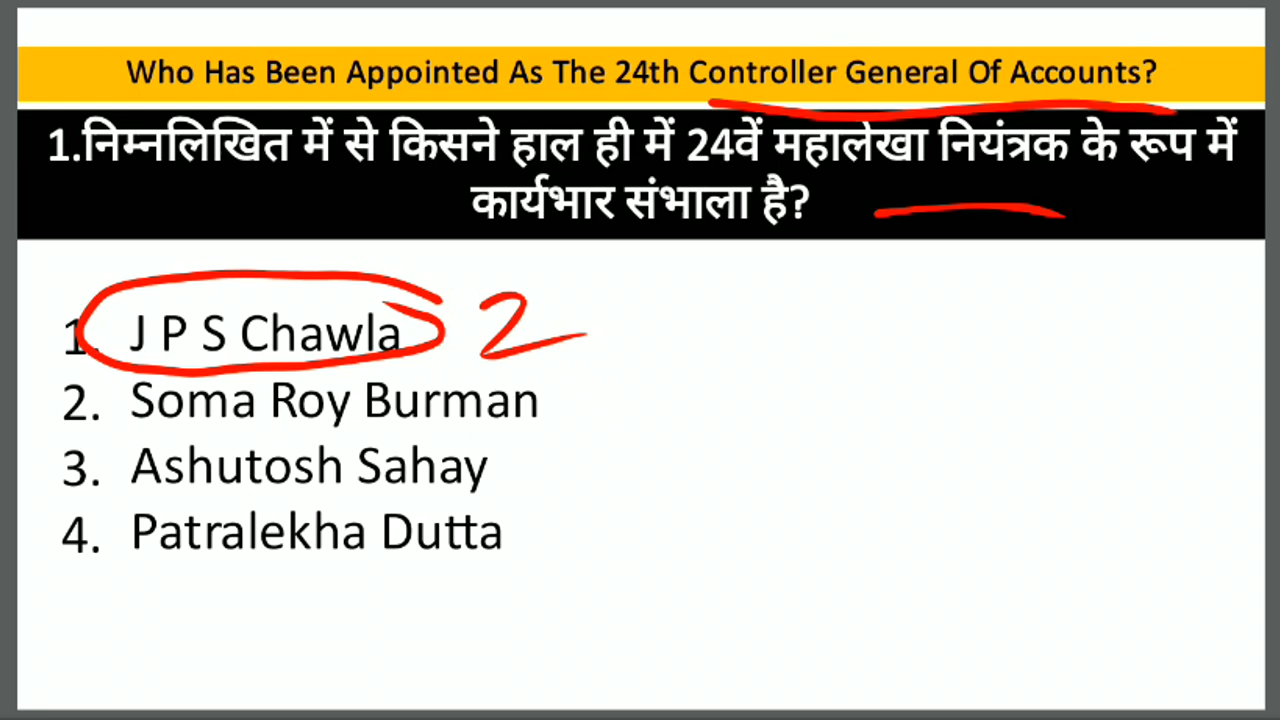 Who Has Been Appointed As The 24th Controller General Of Accounts?
1.निम्नलिखित में से किसने हाल ही में 24वें महालेखा नियंत्रक के रूप में
कार्यभार संभाला है?
1. J P S Chawla 2
2. Soma Roy Burman
3. Ashutosh Sahay
4. Patralekha Dutta